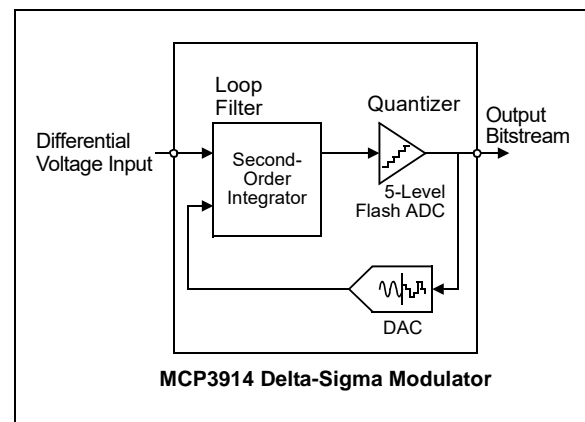 Loop
Filter
Quantizer
Output
Bitstream
Differential
Voltage Input
Second-
Order
Integrator
5-Level
Flash ADC
DAC
MCP3914 Delta-Sigma Modulator